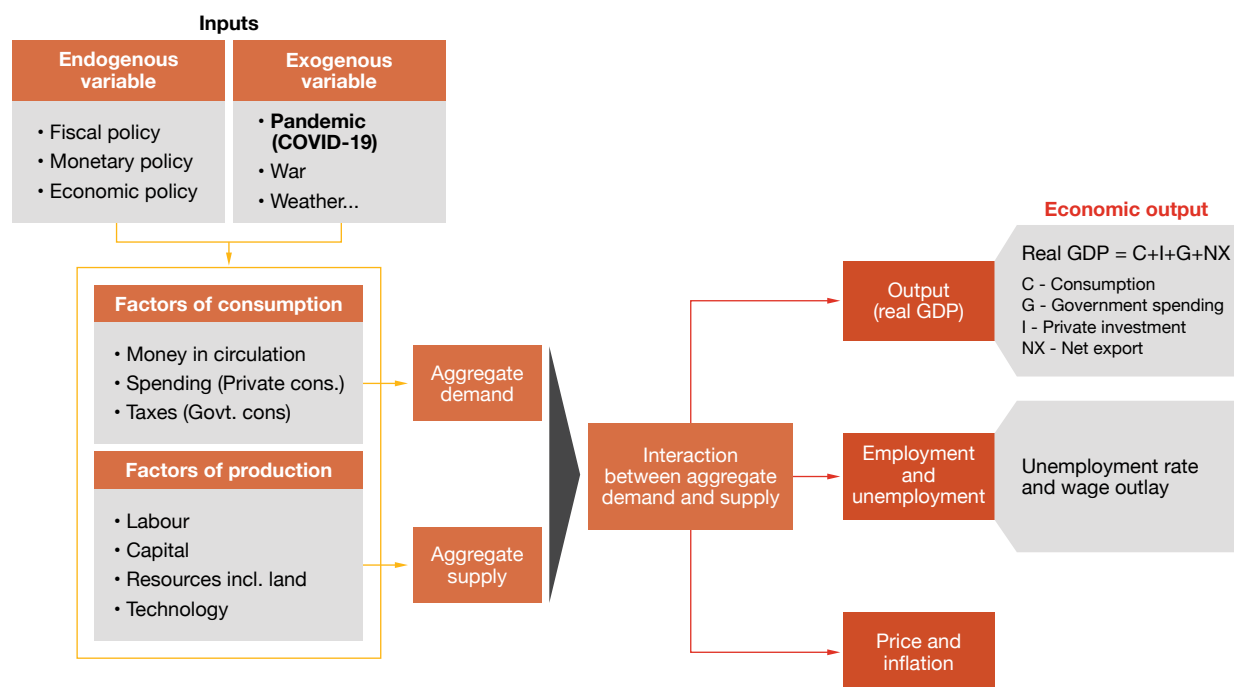 Inputs
Endogenous
variable
• Fiscal policy
• Monetary policy
• Economic policy
Exogenous
variable
• Pandemic
(COVID-19)
• War
• Weather...
Factors of consumption
• Money in circulation
• Spending (Private cons.)
• Taxes (Govt. cons)
Factors of production
• Labour
• Capital
• Resources incl. land
• Technology
Aggregate
demand
Aggregate
supply
Interaction
between aggregate
demand and supply
Output
(real GDP)
Employment
and
unemployment
Price and
inflation
Economic output
Real GDP = C+I+G+NX
C - Consumption
G - Government spending
I - Private investment
NX - Net export
Unemployment rate
and wage outlay